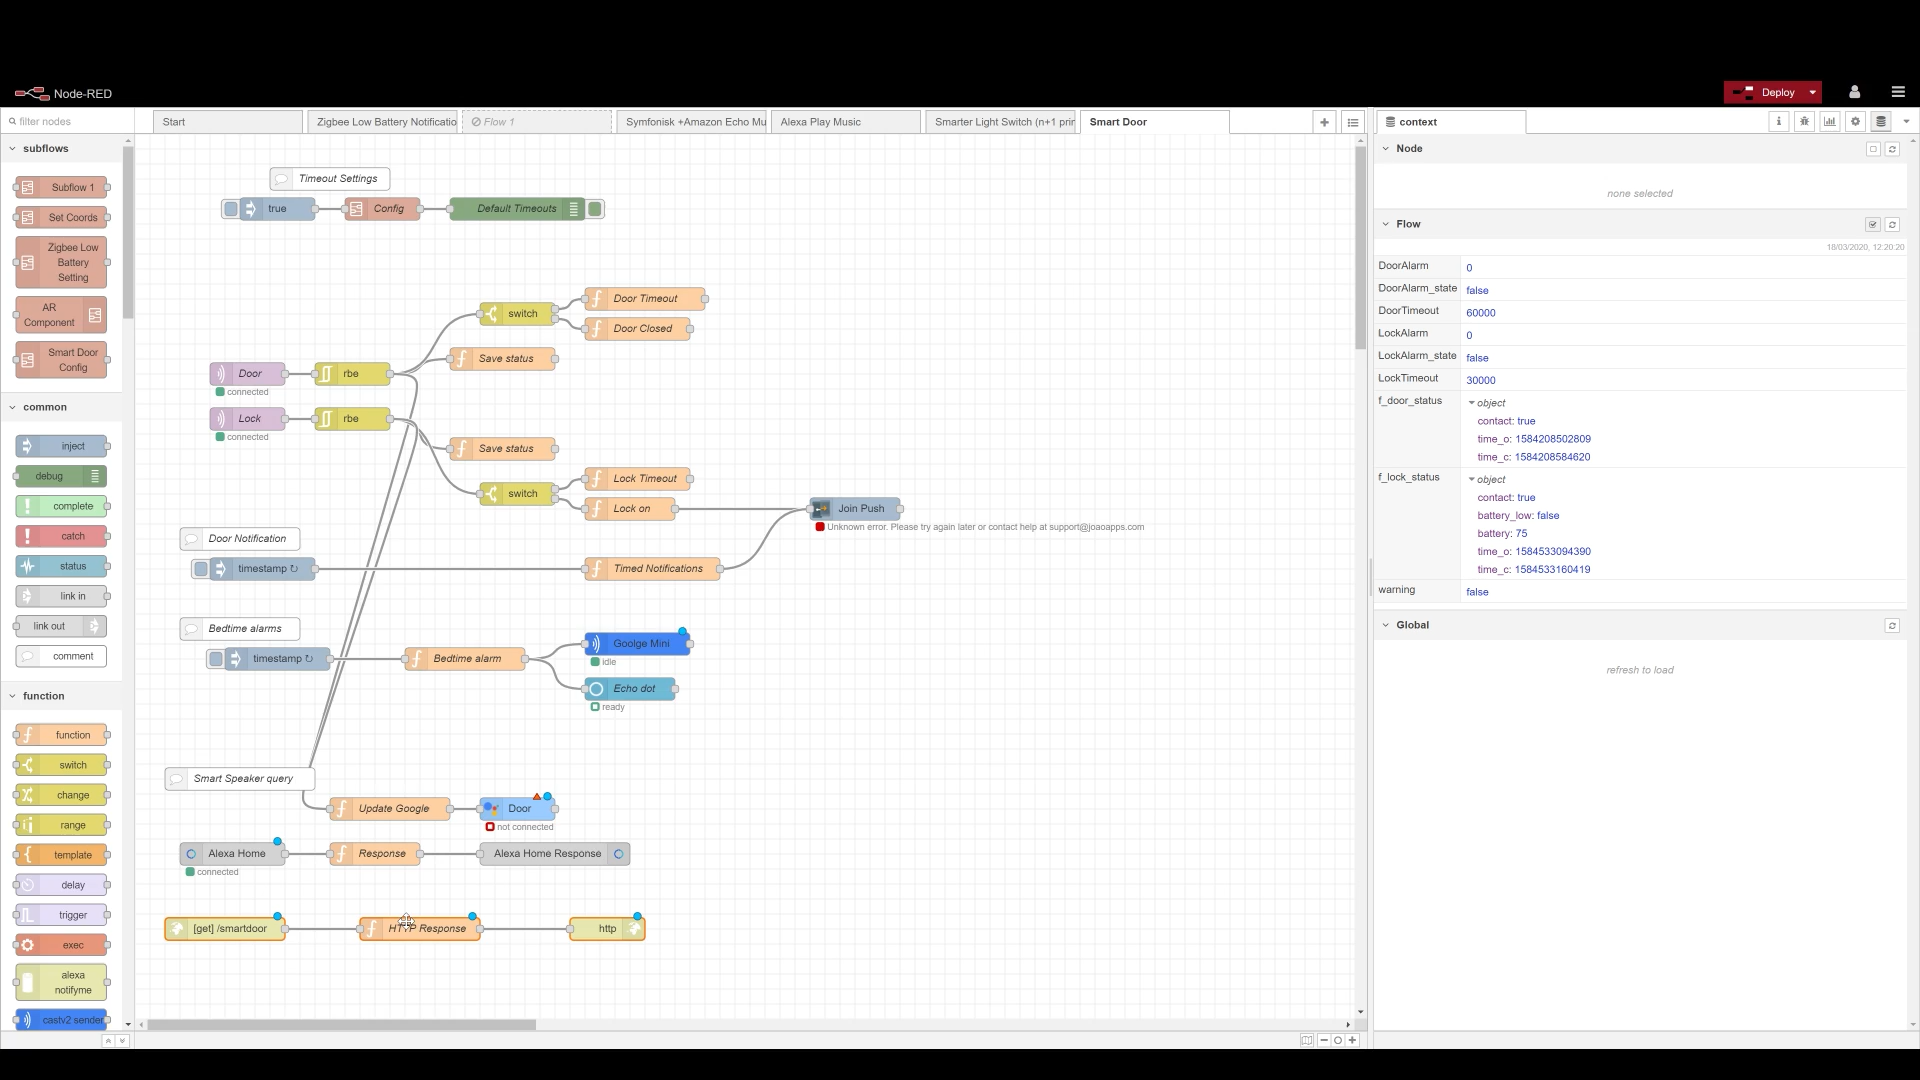 Node-RED
Deploy
filter nodes
Start
Zigbee Low Battery Notificatio
Flow 1
Symfonisk +Amazon Echo Mu
Alexa Play Music
Smarter Light Switch (n+1 prin
Smart Door
subflows
Subflow 1
Set Coords
Zigbee Low
Battery
Setting
AR
Component
Smart Door
Config
common
inject
debug
complete
catch
status
link in
link out
comment
function
function
switch
change
range
template
delay
trigger
exec
alexa
notifyme
castv2 sender
Timeout Settings
true
Config
Default Timeouts
switch
Door Timeout
Door Closed
Save status
Door
rbe
connected
Lock
rbe
connected
Save status
switch
Lock Timeout
Lock on
Join Push
Unknown error. Please try again later or contact help at support@joaoapps.com
Door Notification
timestamp ↻
Timed Notifications
Bedtime alarms
timestamp ↻
Bedtime alarm
Goolge Mini
idle
Echo dot
ready
Smart Speaker query
Update Google
Door
not connected
Alexa Home
Response
Alexa Home Response
connected
[get] /smartdoor
HTTP Response
http
context
Node
none selected
Flow
18/03/2020, 12:20:20
DoorAlarm 0
DoorAlarm_state false
DoorTimeout 60000
LockAlarm 0
LockAlarm_state false
LockTimeout 30000
f_door_status object
contact: true
time_o: 1584208502809
time_c: 1584208584620
f_lock_status object
contact: true
battery_low: false
battery: 75
time_o: 1584533094390
time_c: 1584533160419
warning false
Global
refresh to load